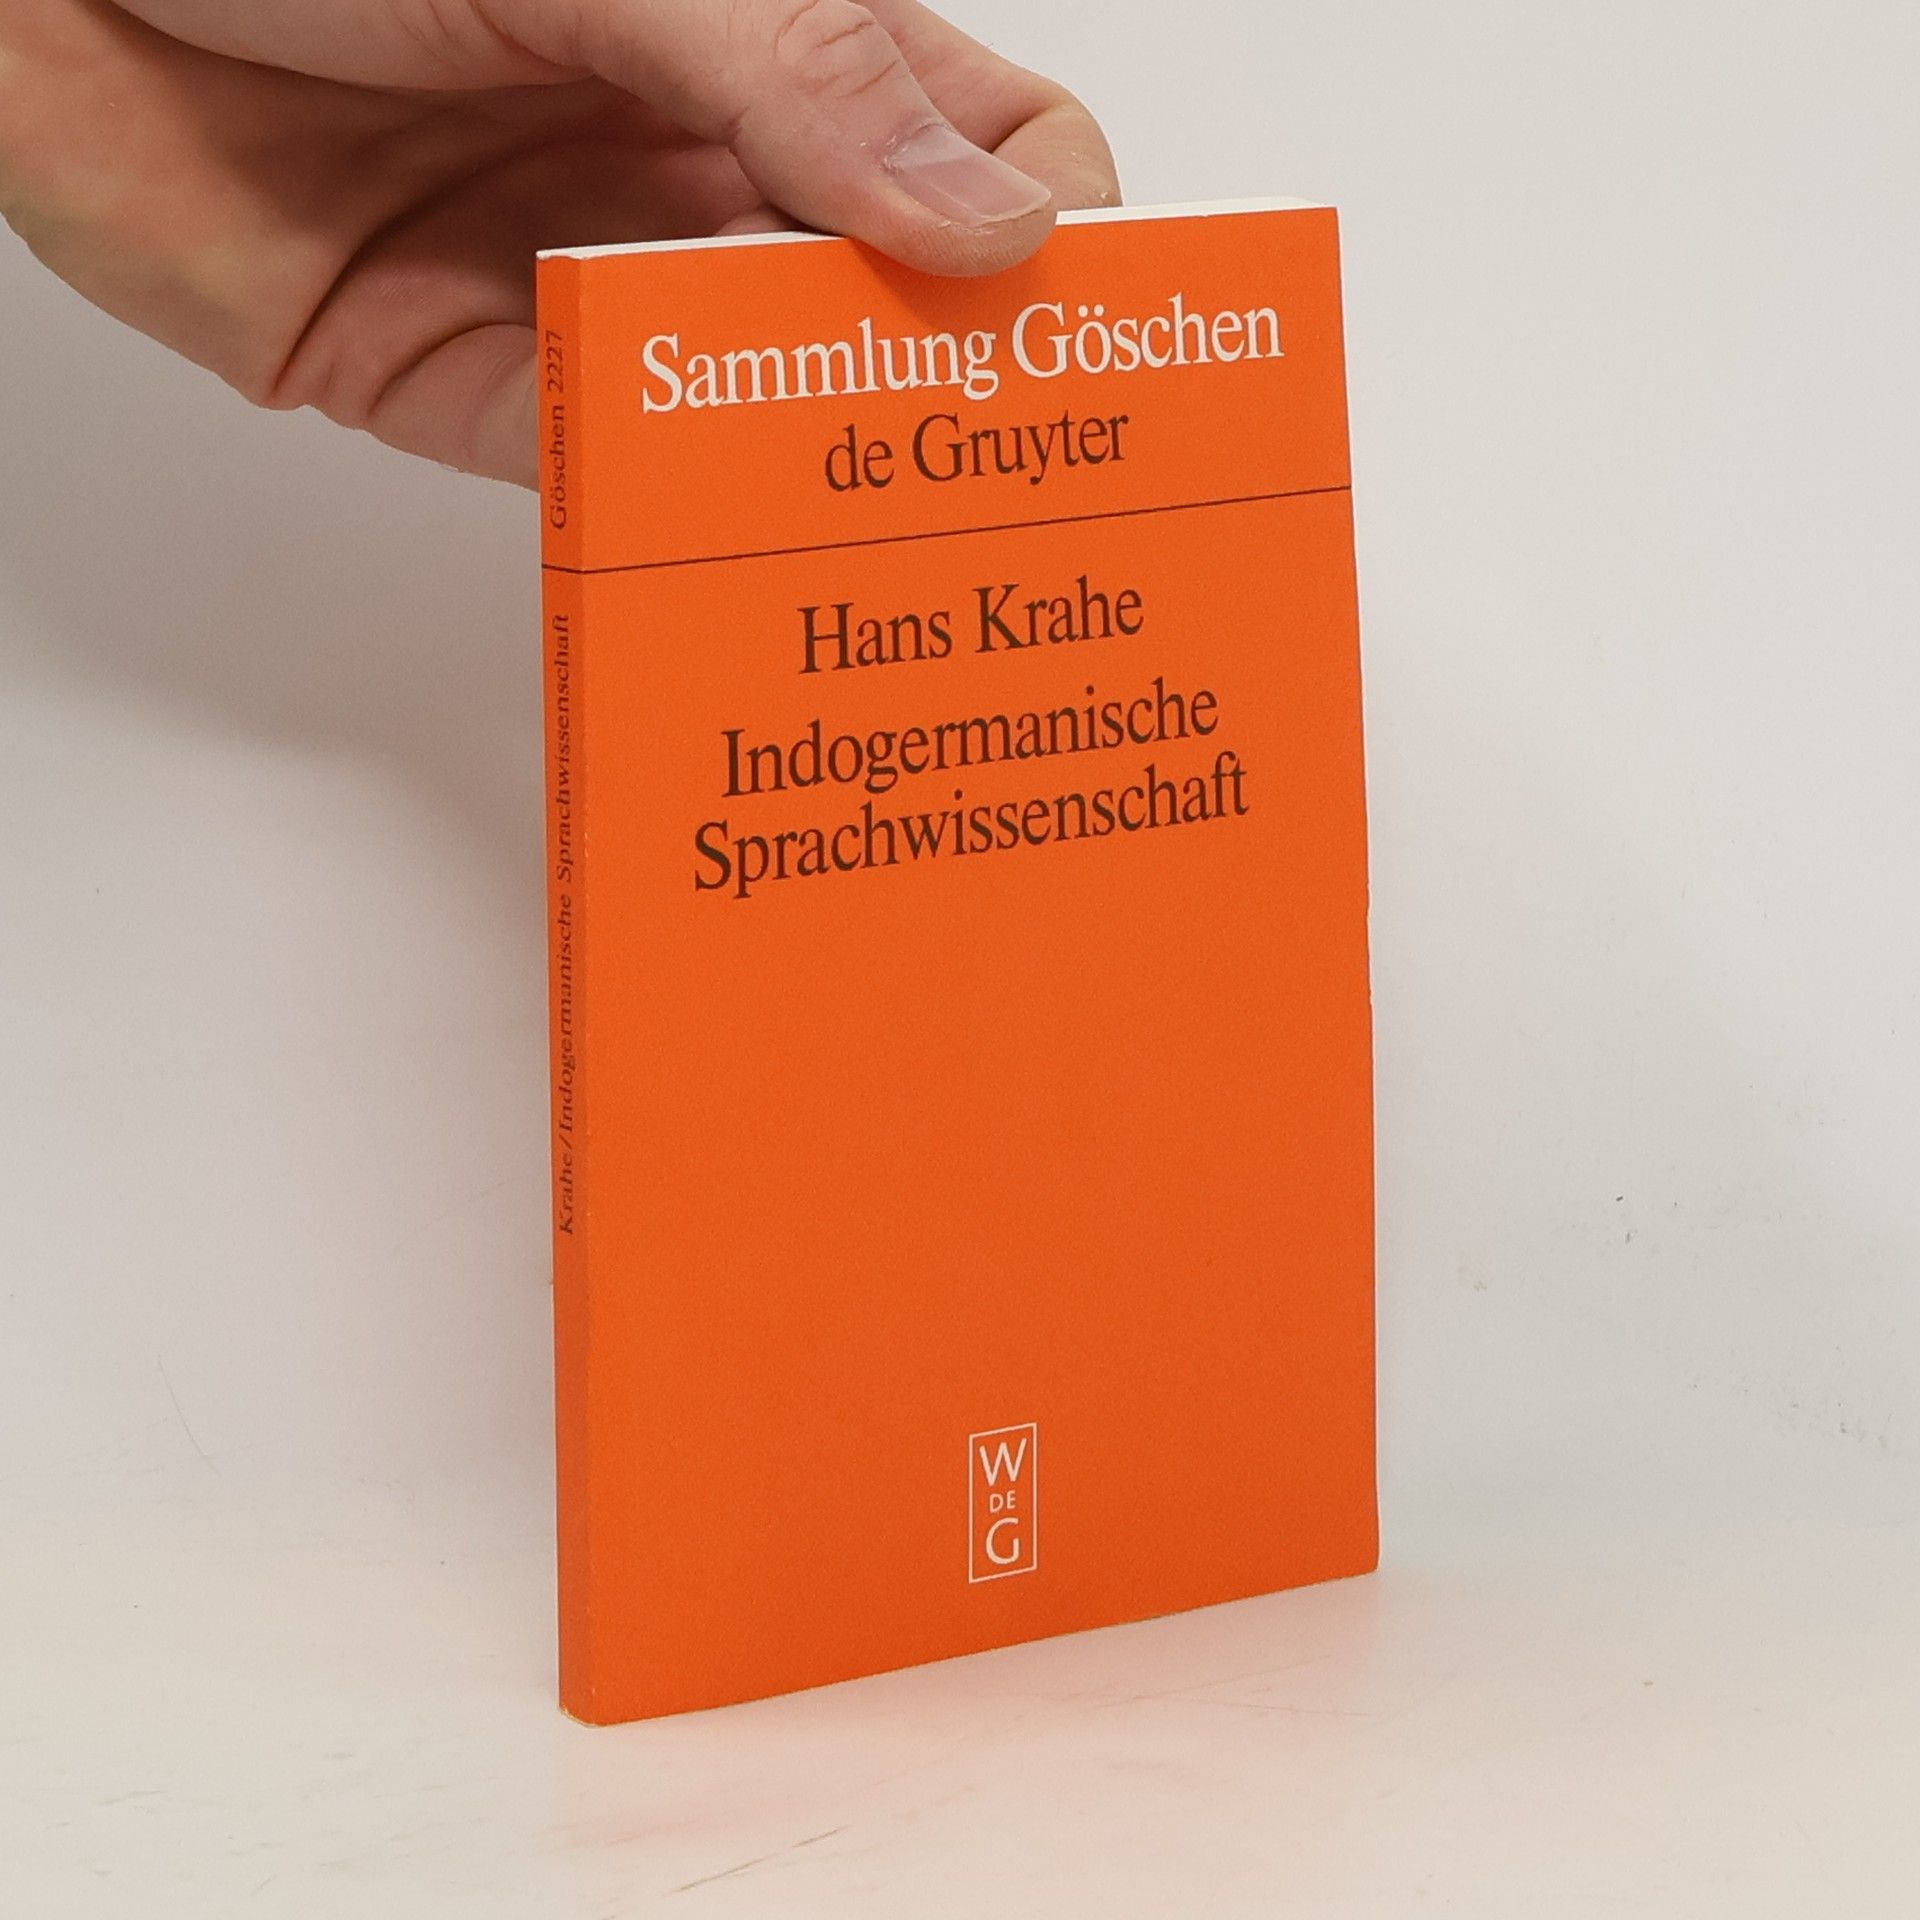 Sammlung Göschen
de Gruyter
Hans Krahe
Indogermanische
Sprachwissenschaft
W
DE
G
Krahe/Indogermanische Sprachwissenschaft Göschen 2227